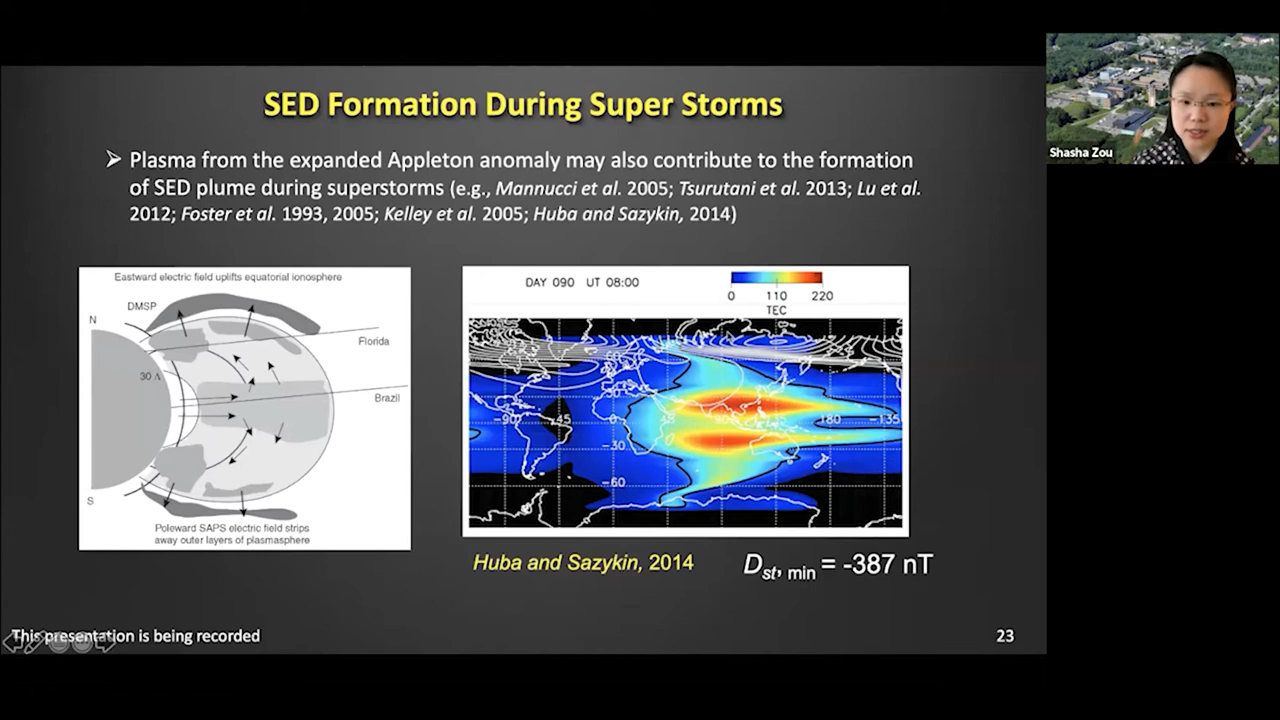 SED Formation During Super Storms
Shasha Zou
➢ Plasma from the expanded Appleton anomaly may also contribute to the formation
of SED plume during superstorms (e.g., Mannucci et al. 2005; Tsurutani et al. 2013; Lu et al.
2012; Foster et al. 1993, 2005; Kelley et al. 2005; Huba and Sazykin, 2014)
Eastward electric field uplifts equatorial ionosphere
DMSP
N
Florida
30 Λ
Brazil
S
Poleward SAPS electric field strips
away outer layers of plasmasphere
DAY 090 UT 08:00
0 110 220
TEC
-90 -45 0 180 -135
-30
-60
Huba and Sazykin, 2014
Dst, min = -387 nT
This presentation is being recorded
23